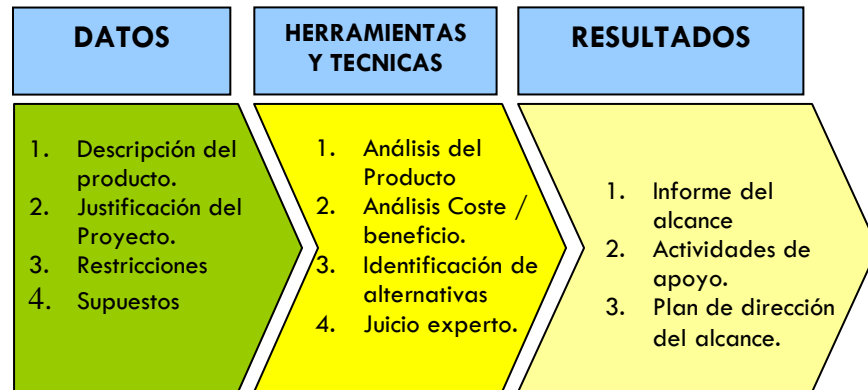 DATOS
HERRAMIENTAS
Y TECNICAS
RESULTADOS
1. Descripción del
producto.
2. Justificación del
Proyecto.
3. Restricciones
4. Supuestos
1. Análisis del
Producto
2. Análisis Coste /
beneficio.
3. Identificación de
alternativas
4. Juicio experto.
1. Informe del
alcance
2. Actividades de
apoyo.
3. Plan de dirección
del alcance.